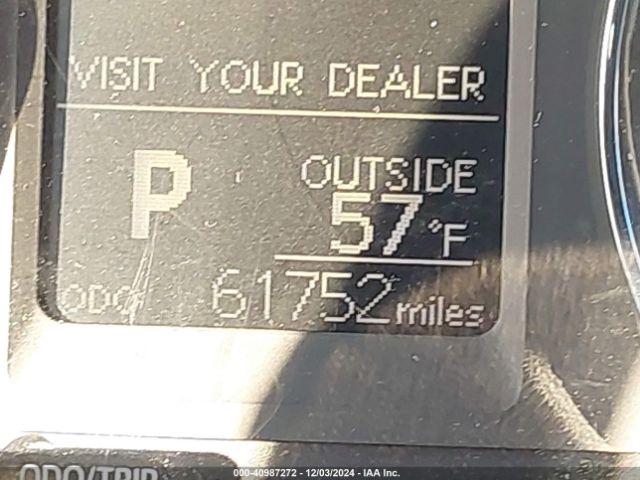 VISIT YOUR DEALER
P
OUTSIDE
57°F
ODO 61752 miles
ODO/TRIP
000-40987272 - 12/03/2024 - IAA Inc.